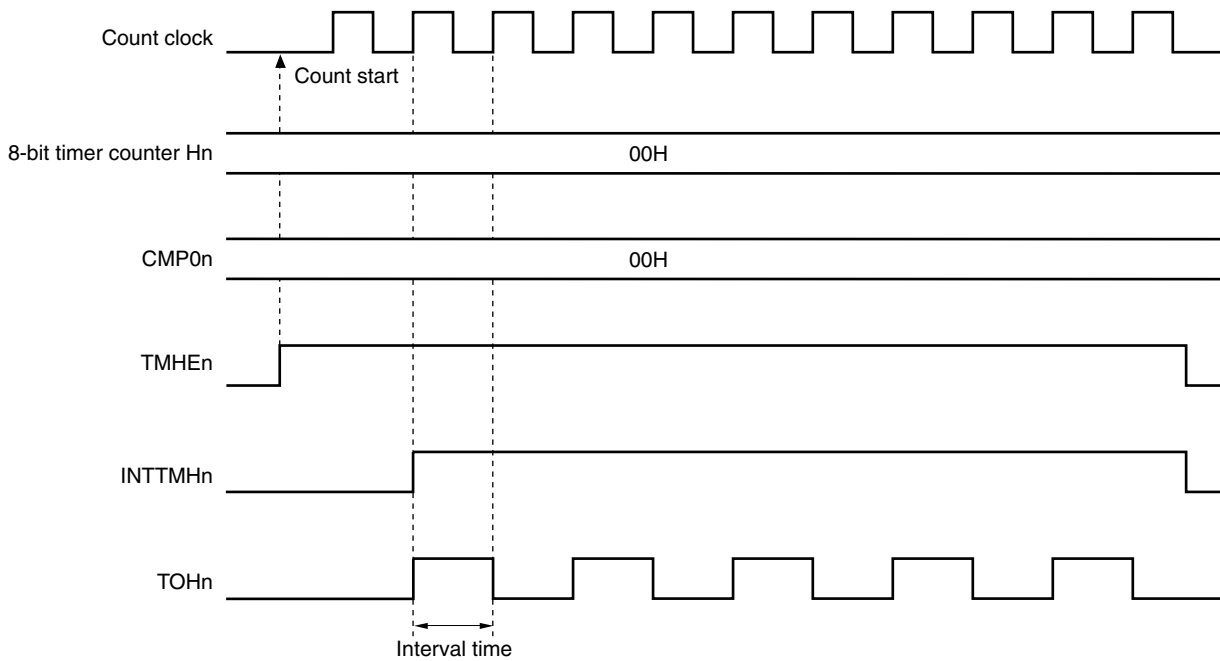 Count clock
Count start
8-bit timer counter Hn
00H
CMP0n
00H
TMHEn
INTTMHn
TOHn
Interval time